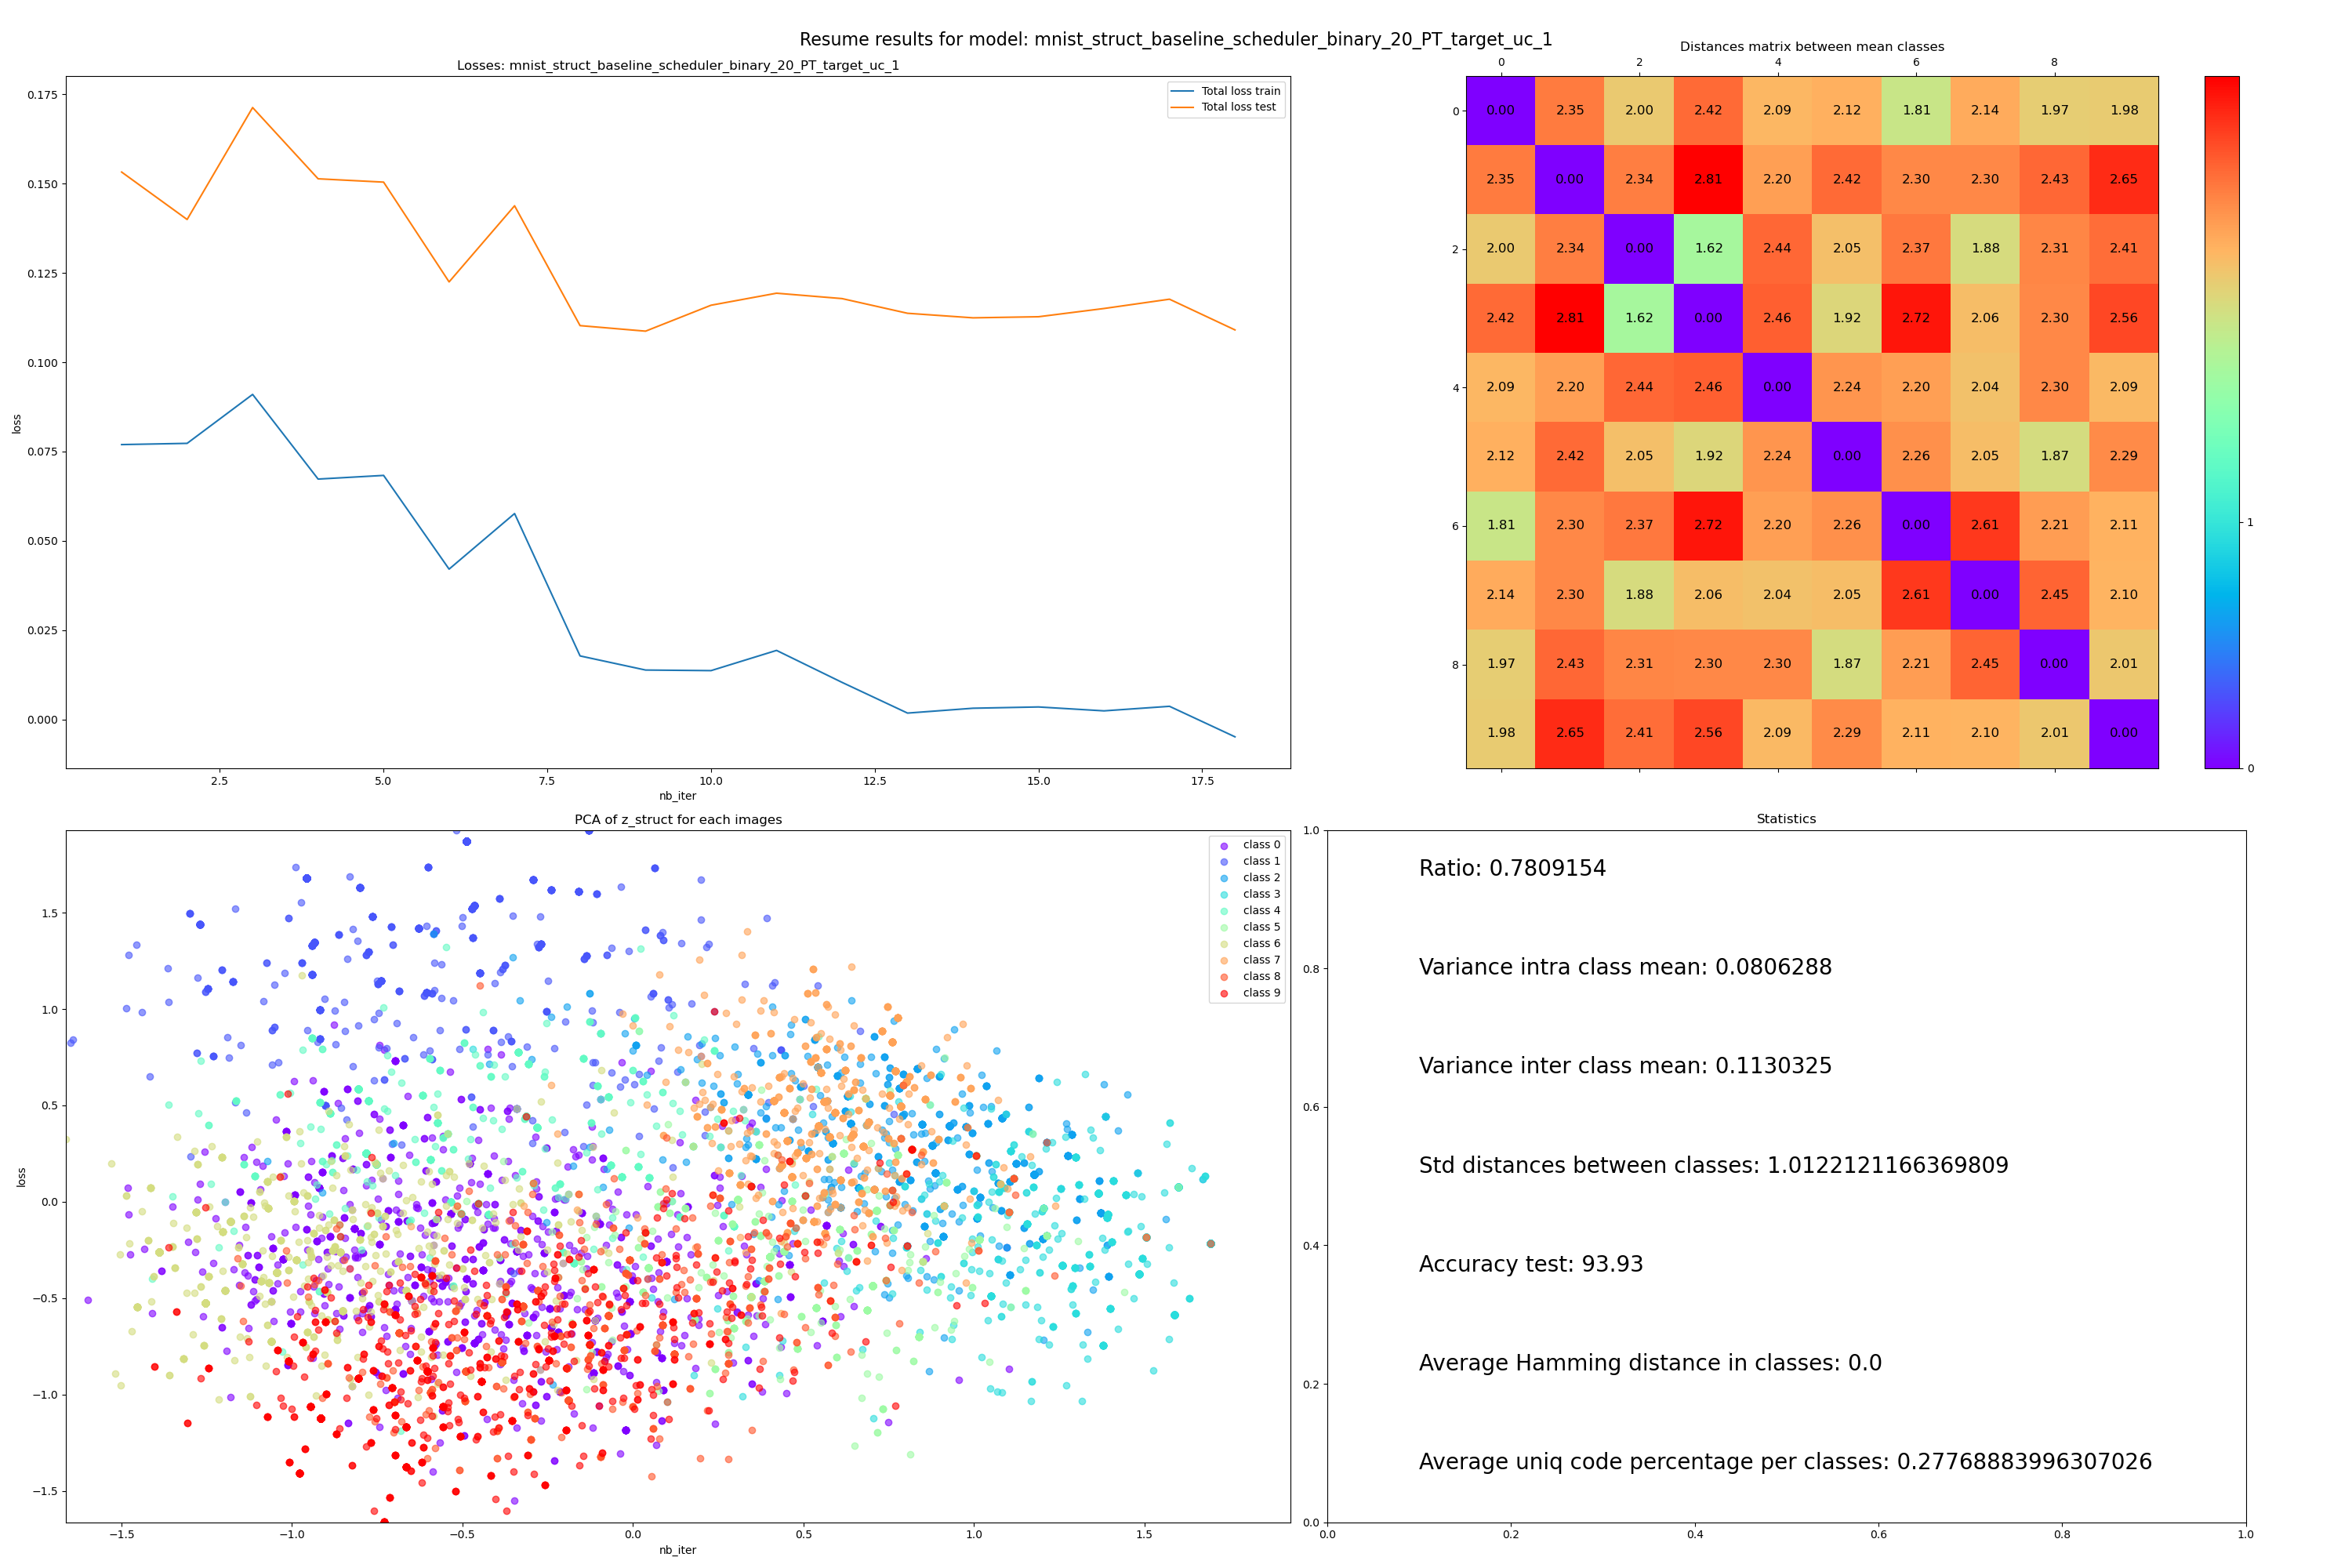 Resume results for model: mnist_struct_baseline_scheduler_binary_20_PT_target_uc_1
Losses: mnist_struct_baseline_scheduler_binary_20_PT_target_uc_1
Total loss train
Total loss test
0.175
0.150
0.125
0.100
0.075
0.050
0.025
0.000
loss
2.5 5.0 7.5 10.0 12.5 15.0 17.5
nb_iter
Distances matrix between mean classes
0 2 4 6 8
0 0.00 2.35 2.00 2.42 2.09 2.12 1.81 2.14 1.97 1.98
2.35 0.00 2.34 2.81 2.20 2.42 2.30 2.30 2.43 2.65
2 2.00 2.34 0.00 1.62 2.44 2.05 2.37 1.88 2.31 2.41
2.42 2.81 1.62 0.00 2.46 1.92 2.72 2.06 2.30 2.56
4 2.09 2.20 2.44 2.46 0.00 2.24 2.20 2.04 2.30 2.09
2.12 2.42 2.05 1.92 2.24 0.00 2.26 2.05 1.87 2.29
6 1.81 2.30 2.37 2.72 2.20 2.26 0.00 2.61 2.21 2.11
2.14 2.30 1.88 2.06 2.04 2.05 2.61 0.00 2.45 2.10
8 1.97 2.43 2.31 2.30 2.30 1.87 2.21 2.45 0.00 2.01
1.98 2.65 2.41 2.56 2.09 2.29 2.11 2.10 2.01 0.00
1
0
PCA of z_struct for each images
class 0
class 1
class 2
class 3
class 4
class 5
class 6
class 7
class 8
class 9
1.5
1.0
0.5
0.0
−0.5
−1.0
−1.5
loss
−1.5 −1.0 −0.5 0.0 0.5 1.0 1.5
nb_iter
Statistics
1.0
0.8
0.6
0.4
0.2
0.0
Ratio: 0.7809154
Variance intra class mean: 0.0806288
Variance inter class mean: 0.1130325
Std distances between classes: 1.0122121166369809
Accuracy test: 93.93
Average Hamming distance in classes: 0.0
Average uniq code percentage per classes: 0.27768883996307026
0.0 0.2 0.4 0.6 0.8 1.0